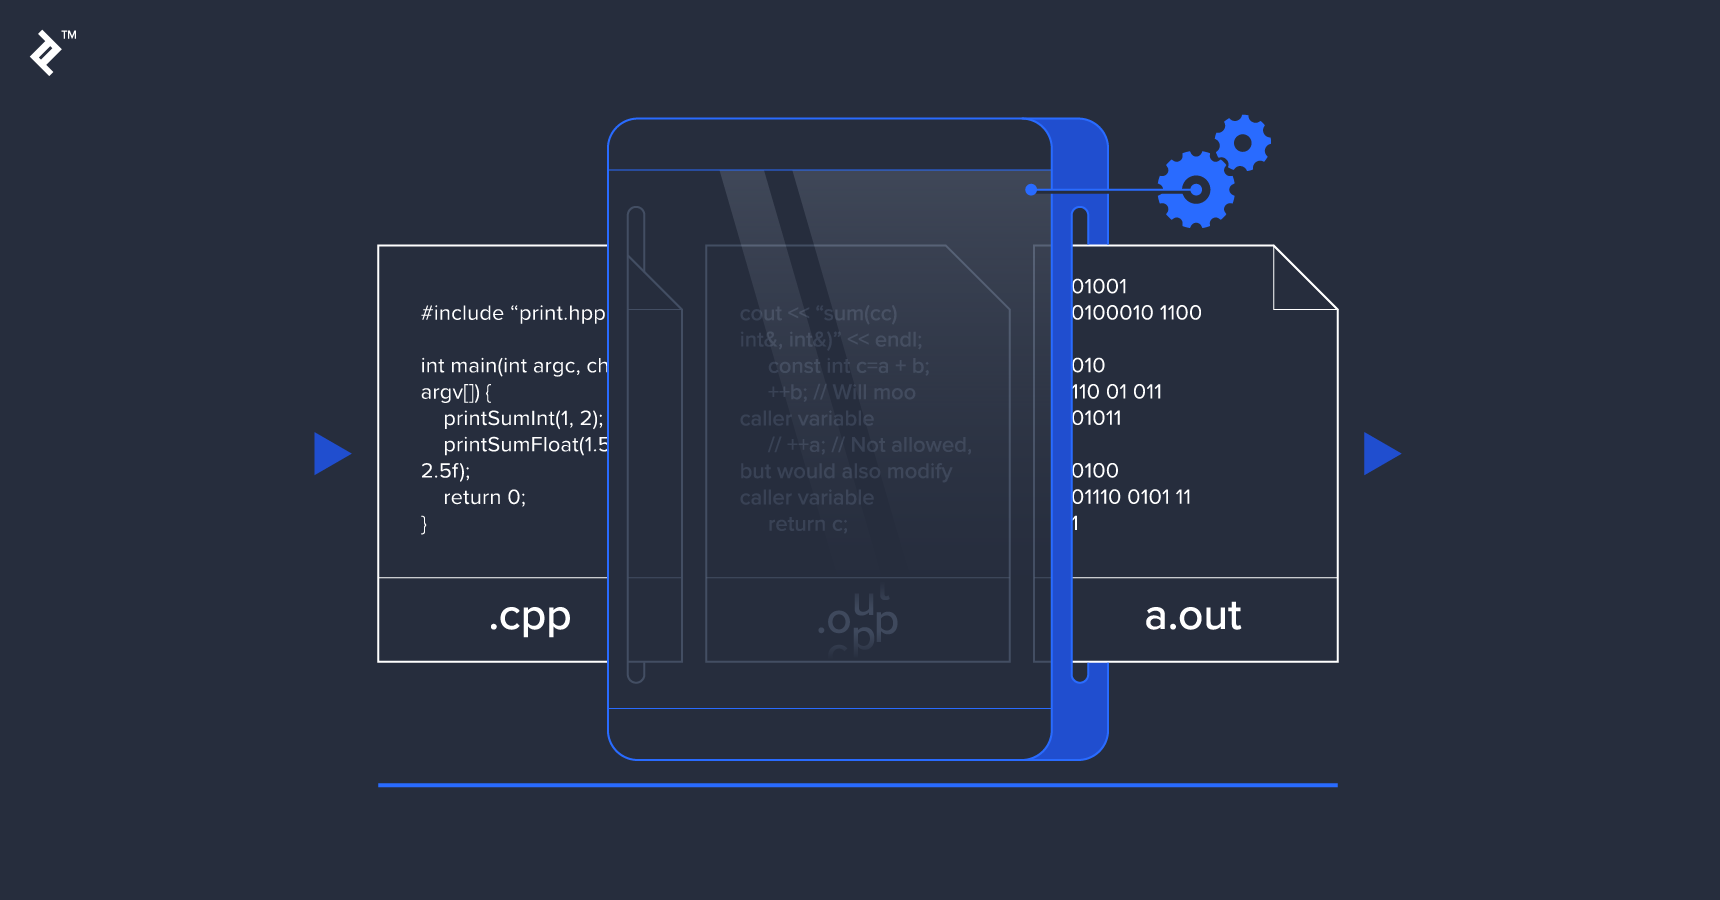 TM
#include “print.hpp
int main(int argc, ch
argv[]) {
printSumInt(1, 2);
printSumFloat(1.5
2.5f);
return 0;
}
.cpp
cout << “sum(cc)
int&, int&)” << endl;
const int c=a + b;
++b; // Will moo
caller variable
// ++a; // Not allowed,
but would also modify
caller variable
return c;
01001
0100010 1100
010
110 01 011
01011
0100
01110 0101 11
1
a.out